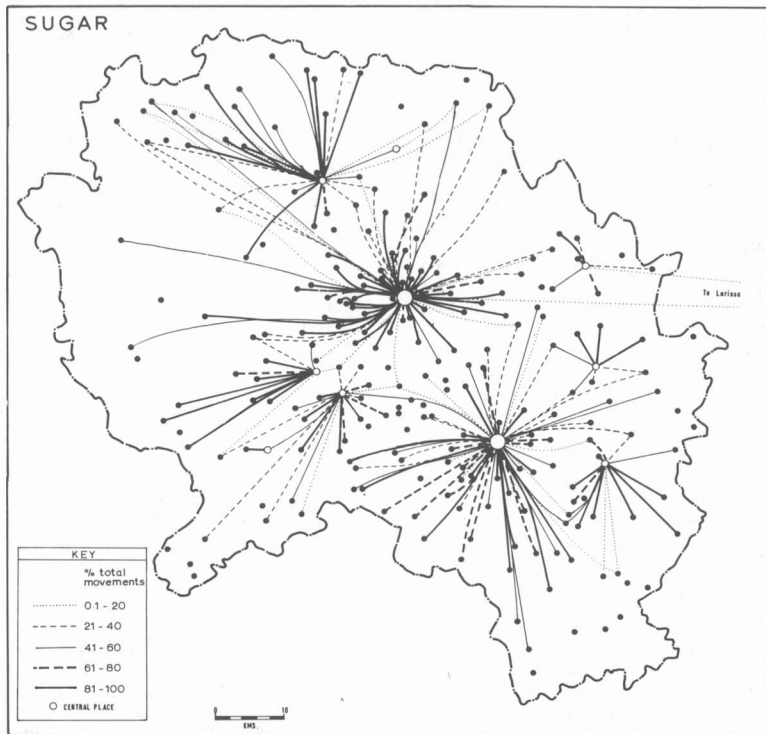 SUGAR
To Larissa
KEY
% total
movements
0·1 - 20
21 - 40
41 - 60
61 - 80
81 - 100
CENTRAL PLACE
0 10
KMS.